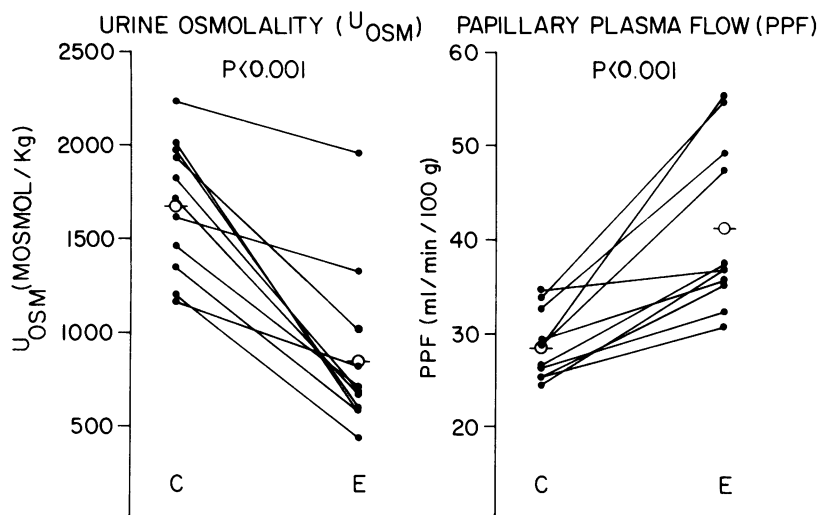 URINE OSMOLALITY (UOSM)
P<0.001
UOSM (MOSMOL/Kg)
2500
2000
1500
1000
500
C E
PAPILLARY PLASMA FLOW (PPF)
P<0.001
PPF (ml/min/100 g)
60
50
40
30
20
C E